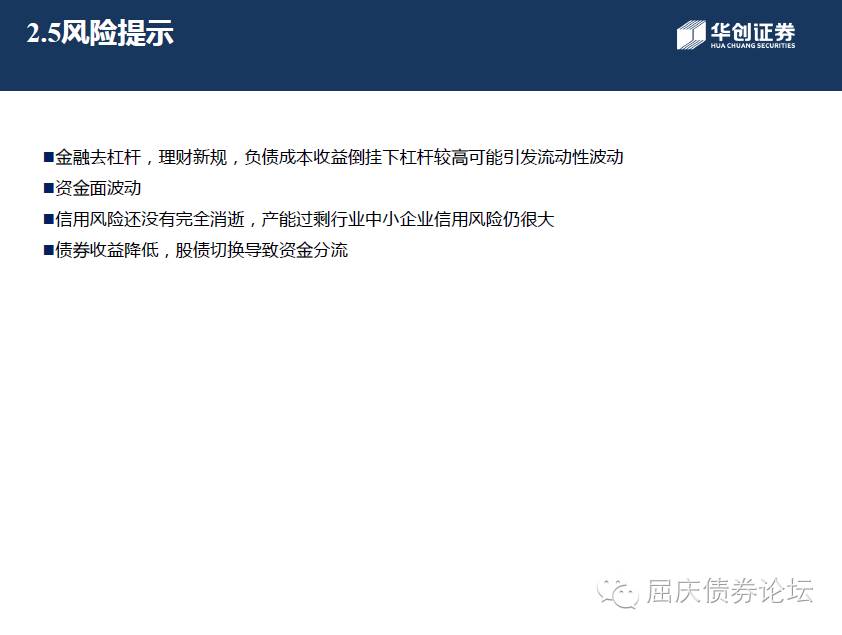 2.5风险提示
华创证券
HUA CHUANG SECURITIES
■金融去杠杆，理财新规，负债成本收益倒挂下杠杆较高可能引发流动性波动
■资金面波动
■信用风险还没有完全消逝，产能过剩行业中小企业信用风险仍很大
■债券收益降低，股债切换导致资金分流
屈庆债券论坛